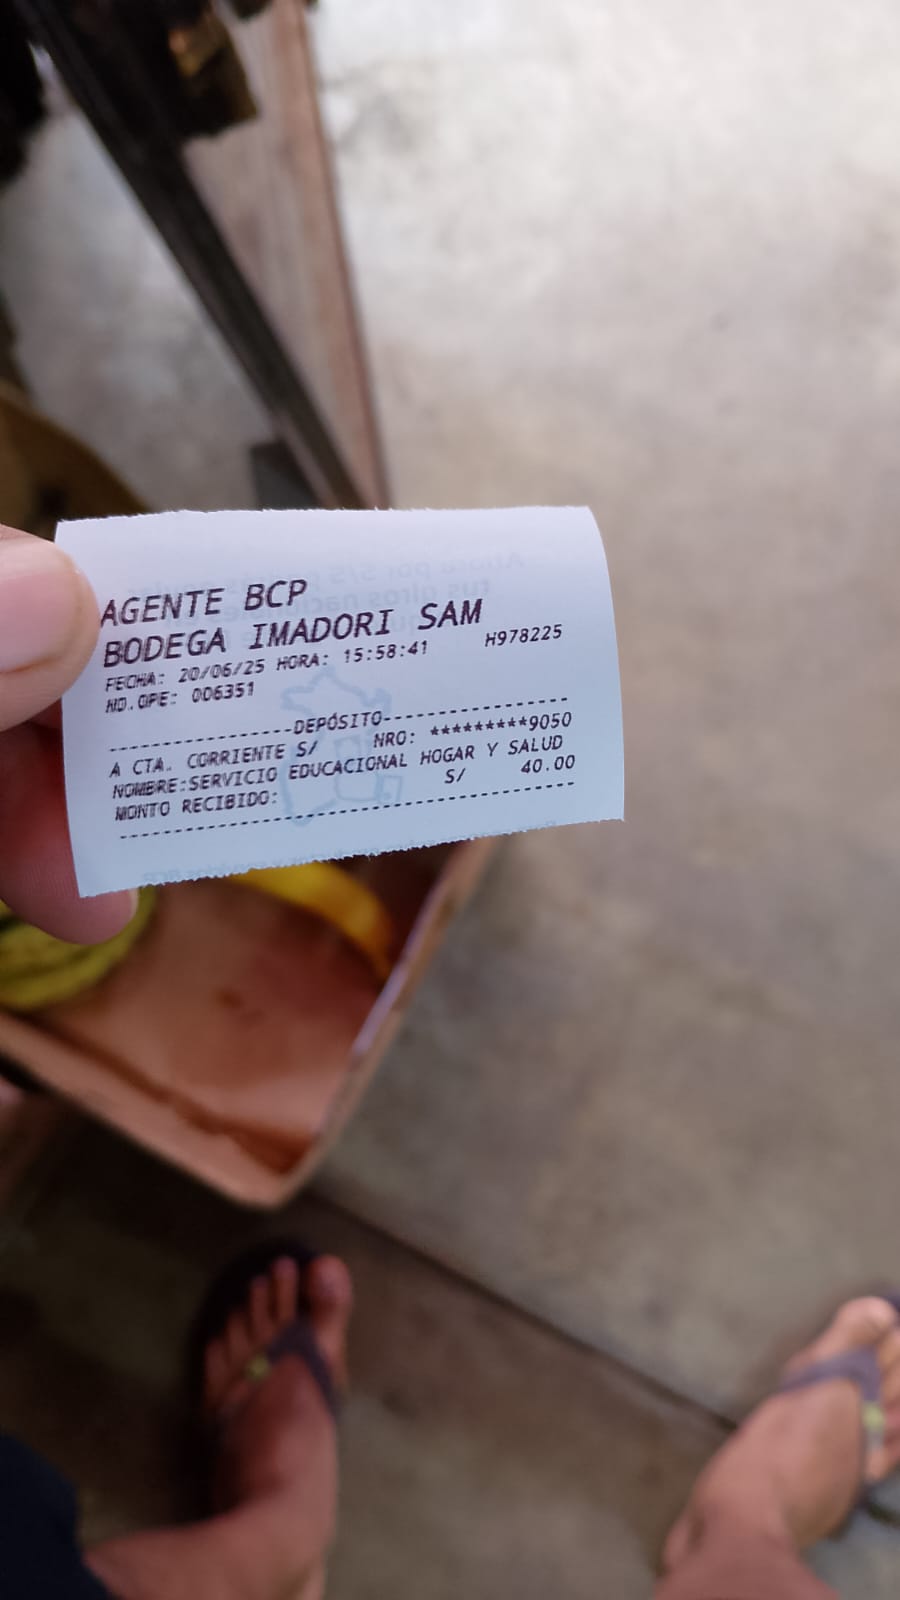 AGENTE BCP
BODEGA IMADORI SAM
FECHA: 20/06/25 HORA: 15:58:41 H978225
NO.OPE: 006351
------------------DEPÓSITO------------------
A CTA. CORRIENTE S/ NRO: *********9050
NOMBRE:SERVICIO EDUCACIONAL HOGAR Y SALUD
MONTO RECIBIDO: S/ 40.00